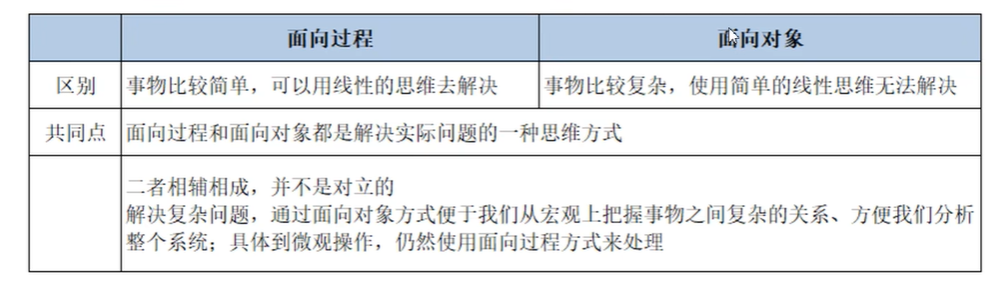 面向过程 面向对象
区别 事物比较简单，可以用线性的思维去解决 事物比较复杂，使用简单的线性思维无法解决
共同点 面向过程和面向对象都是解决实际问题的一种思维方式
二者相辅相成，并不是对立的
解决复杂问题，通过面向对象方式便于我们从宏观上把握事物之间复杂的关系、方便我们分析
整个系统；具体到微观操作，仍然使用面向过程方式来处理